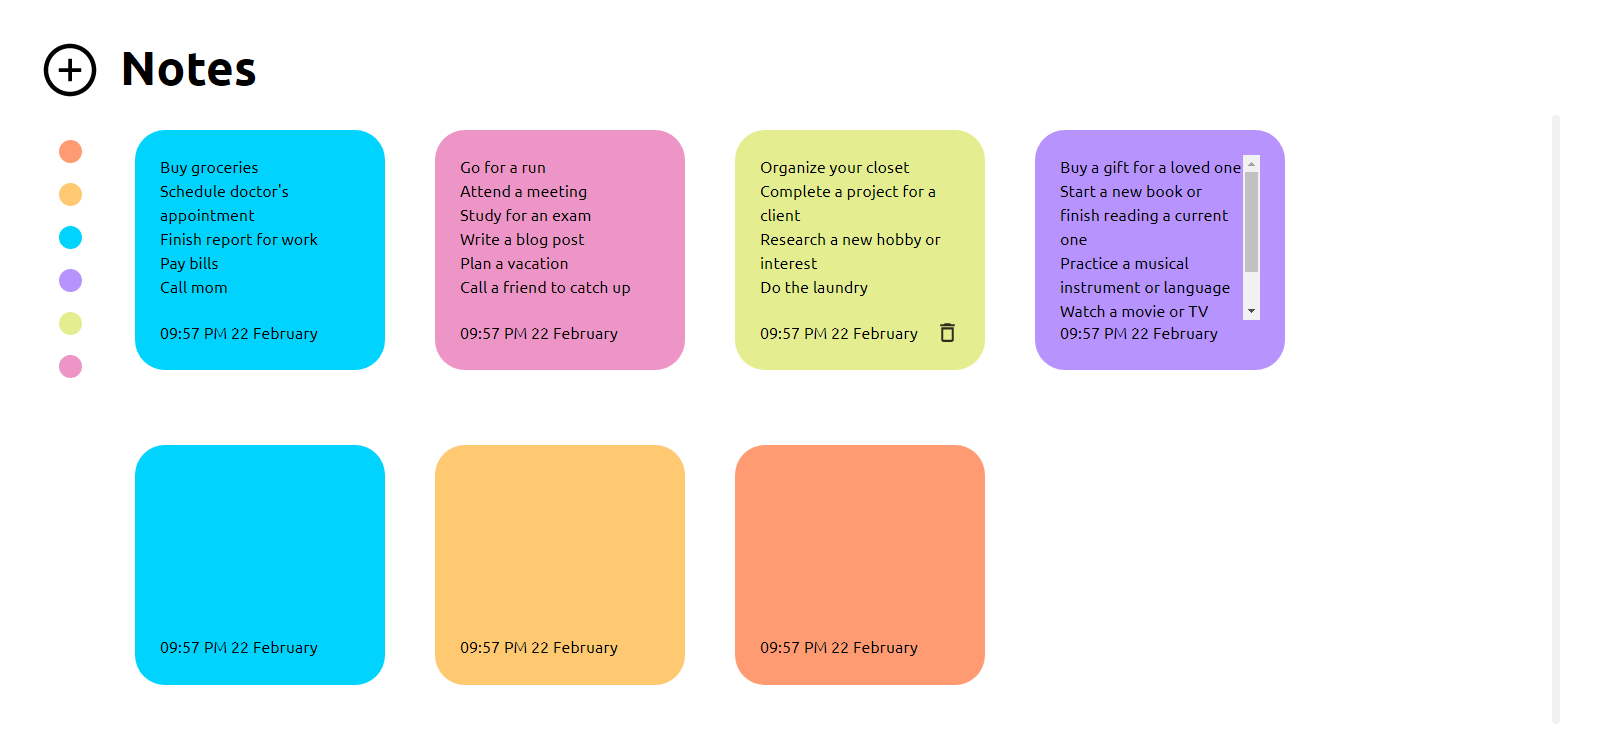 Notes
Buy groceries
Schedule doctor's
appointment
Finish report for work
Pay bills
Call mom
09:57 PM 22 February
Go for a run
Attend a meeting
Study for an exam
Write a blog post
Plan a vacation
Call a friend to catch up
09:57 PM 22 February
Organize your closet
Complete a project for a
client
Research a new hobby or
interest
Do the laundry
09:57 PM 22 February
Buy a gift for a loved one
Start a new book or
finish reading a current
one
Practice a musical
instrument or language
Watch a movie or TV
09:57 PM 22 February
09:57 PM 22 February
09:57 PM 22 February
09:57 PM 22 February